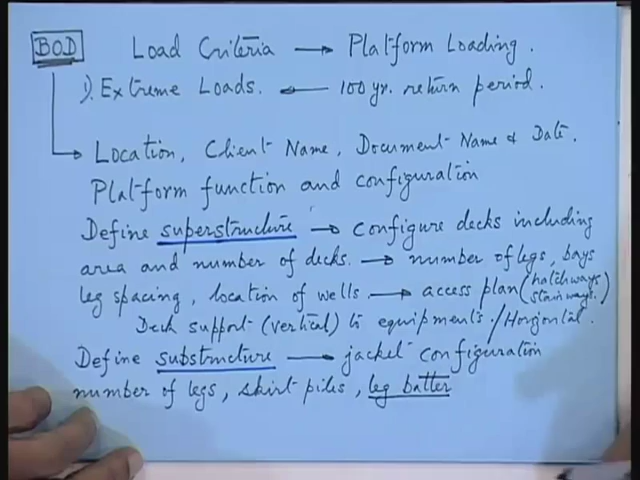 BOD Load Criteria → Platform Loading.
1). Extreme Loads. ← 100 yr. return period.
→ Location, Client Name, Document Name & Date.
Platform function and configuration
Define superstructure → configure decks including
area and number of decks. → number of legs, bays
leg spacing, location of wells → access plan (hatchways
stairways.)
Deck support (vertical) to equipments/Horizontal.
Define substructure → jacket configuration
number of legs, skirt piles, leg batter